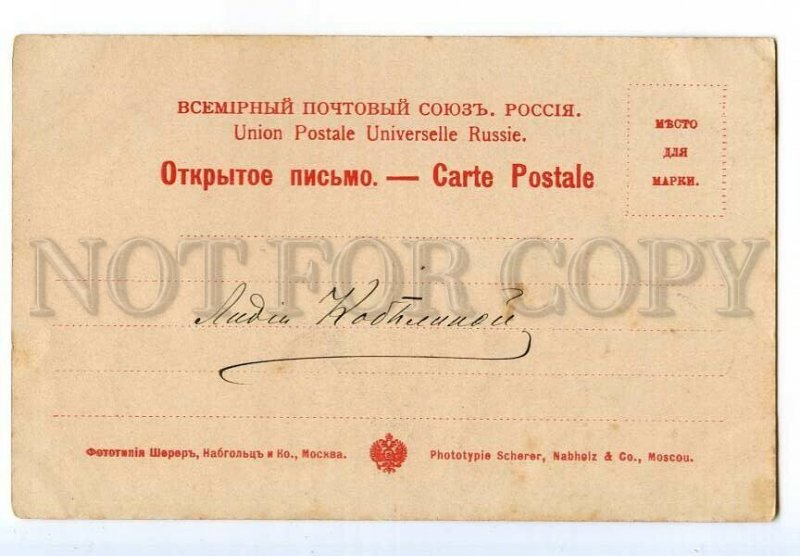 ВСЕМІРНЫЙ ПОЧТОВЫЙ СОЮЗЪ. РОССІЯ.
Union Postale Universelle Russie.
Открытое письмо. — Carte Postale
МѢСТО
ДЛЯ
МАРКИ.
NOT FOR COPY
Лидіи Кобылиной
Фототипія Шереръ, Набгольцъ и Ко., Москва.
Phototypie Scherer, Nabholz & Co., Moscou.